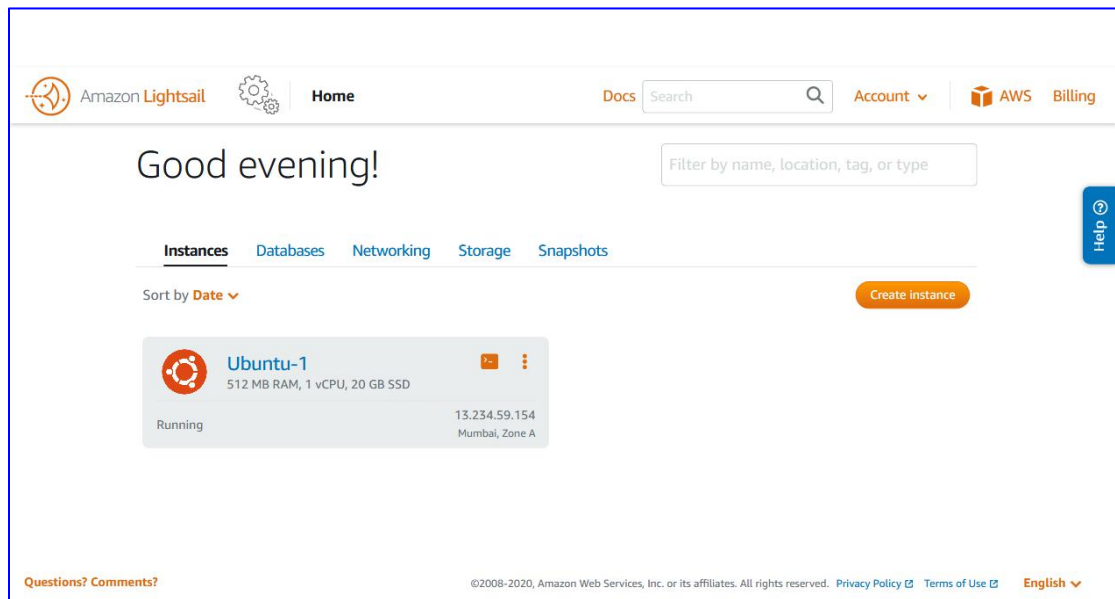 Amazon Lightsail
Home
Docs
Search
Account
AWS
Billing
Good evening!
Filter by name, location, tag, or type
Help
Instances
Databases
Networking
Storage
Snapshots
Sort by Date
Create instance
Ubuntu-1
512 MB RAM, 1 vCPU, 20 GB SSD
Running
13.234.59.154
Mumbai, Zone A
Questions? Comments?
©2008-2020, Amazon Web Services, Inc. or its affiliates. All rights reserved.
Privacy Policy
Terms of Use
English